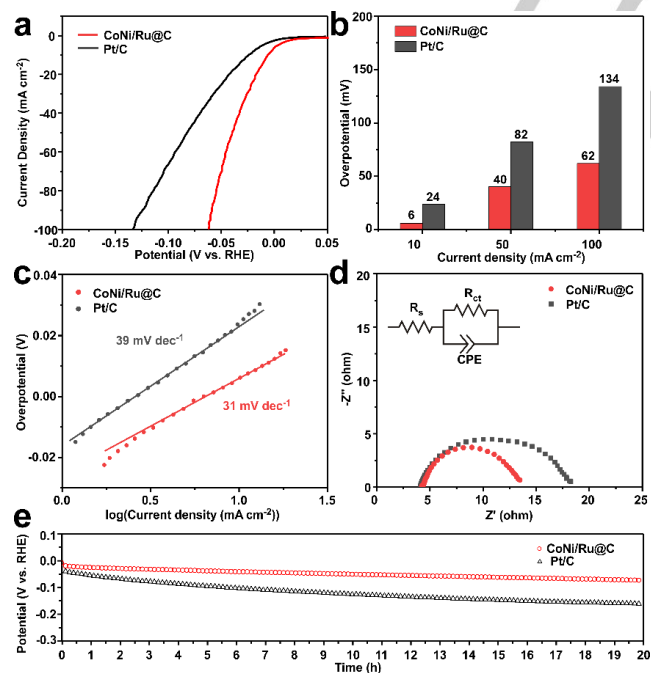 a
CoNi/Ru@C
Pt/C
Current Density (mA cm⁻²)
0
-20
-40
-60
-80
-100
-0.20 -0.15 -0.10 -0.05 0.00 0.05
Potential (V vs. RHE)
b
CoNi/Ru@C
Pt/C
Overpotential (mV)
200
150
100
50
0
6 24 40 82 62 134
10 50 100
Current density (mA cm⁻²)
c
CoNi/Ru@C
Pt/C
39 mV dec⁻¹
31 mV dec⁻¹
Overpotential (V)
0.04
0.02
0.00
-0.02
0.0 0.5 1.0 1.5
log(Current density (mA cm⁻²))
d
CoNi/Ru@C
Pt/C
Rs
Rct
CPE
-Z'' (ohm)
20
15
10
5
0
0 5 10 15 20 25
Z' (ohm)
e
CoNi/Ru@C
Pt/C
Potential (V vs. RHE)
0.1
0.0
-0.1
-0.2
-0.3
0 1 2 3 4 5 6 7 8 9 10 11 12 13 14 15 16 17 18 19 20
Time (h)